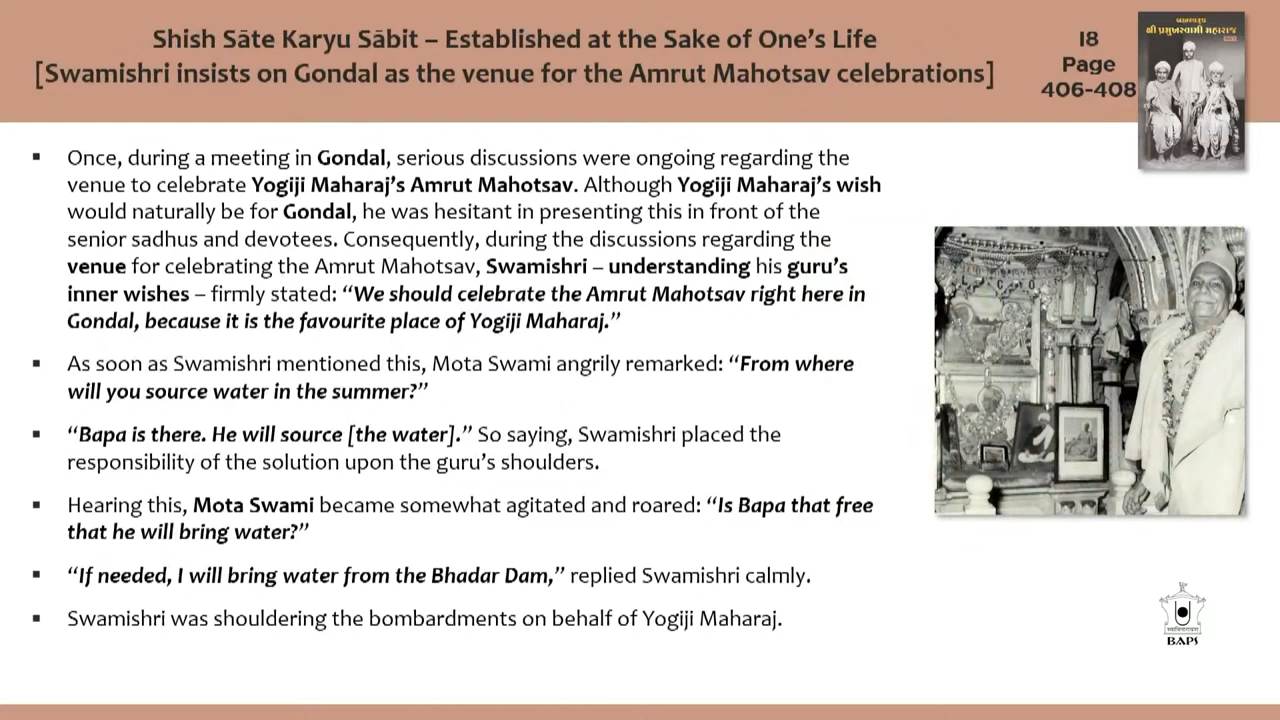 Shish Sāte Karyu Sābit – Established at the Sake of One's Life
[Swamishri insists on Gondal as the venue for the Amrut Mahotsav celebrations]
18
Page
406-408
બ્રહ્મસ્વરૂપ
શ્રી પ્રમુખસ્વામી મહારાજ
▪ Once, during a meeting in Gondal, serious discussions were ongoing regarding the
venue to celebrate Yogiji Maharaj's Amrut Mahotsav. Although Yogiji Maharaj's wish
would naturally be for Gondal, he was hesitant in presenting this in front of the
senior sadhus and devotees. Consequently, during the discussions regarding the
venue for celebrating the Amrut Mahotsav, Swamishri – understanding his guru's
inner wishes – firmly stated: “We should celebrate the Amrut Mahotsav right here in
Gondal, because it is the favourite place of Yogiji Maharaj.”
▪ As soon as Swamishri mentioned this, Mota Swami angrily remarked: “From where
will you source water in the summer?”
▪ “Bapa is there. He will source [the water].” So saying, Swamishri placed the
responsibility of the solution upon the guru's shoulders.
▪ Hearing this, Mota Swami became somewhat agitated and roared: “Is Bapa that free
that he will bring water?”
▪ “If needed, I will bring water from the Bhadar Dam,” replied Swamishri calmly.
▪ Swamishri was shouldering the bombardments on behalf of Yogiji Maharaj.
BAPS